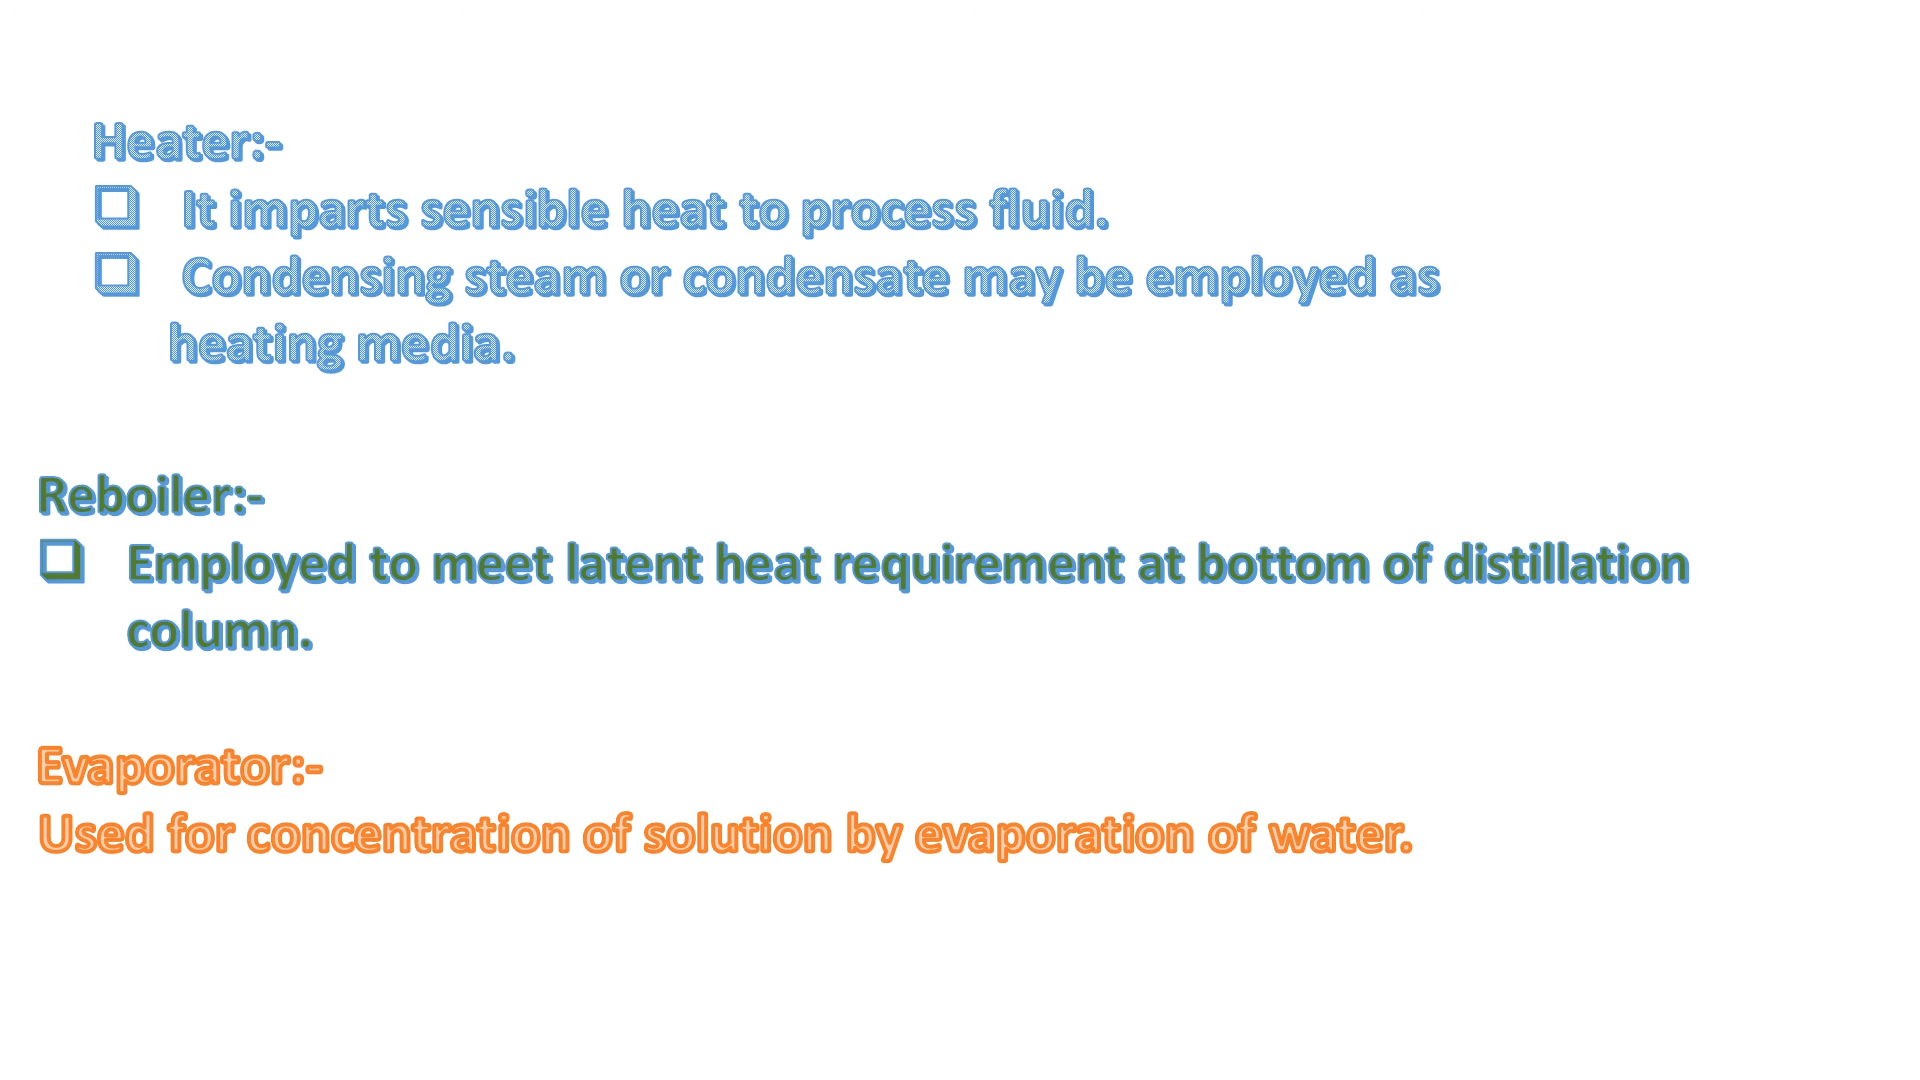 Heater:-
❑ It imparts sensible heat to process fluid.
❑ Condensing steam or condensate may be employed as
heating media.
Reboiler:-
❑ Employed to meet latent heat requirement at bottom of distillation
column.
Evaporator:-
Used for concentration of solution by evaporation of water.